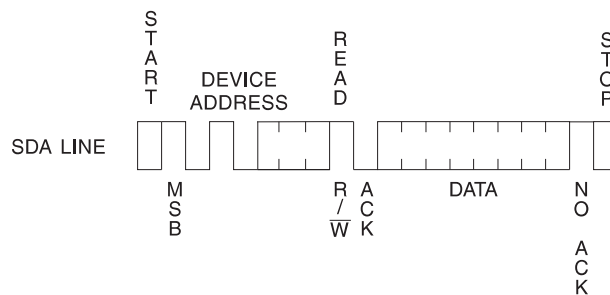 START
DEVICE
ADDRESS
READ
STOP
SDA LINE
MSB
R/W
ACK
DATA
NO ACK